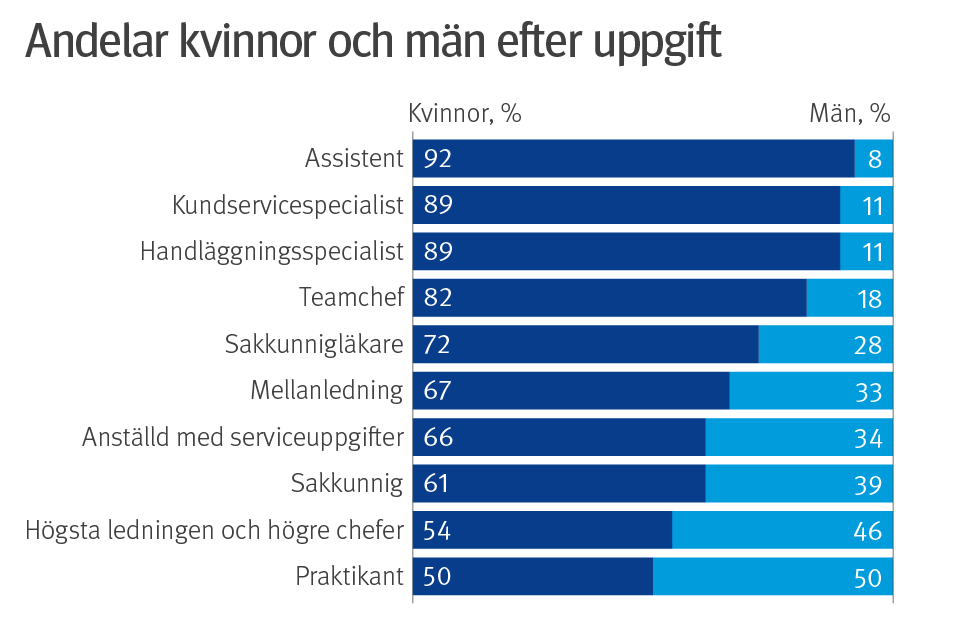 Andelar kvinnor och män efter uppgift
Kvinnor, % Män, %
Assistent 92 8
Kundservicespecialist 89 11
Handläggningsspecialist 89 11
Teamchef 82 18
Sakkunnigläkare 72 28
Mellanledning 67 33
Anställd med serviceuppgifter 66 34
Sakkunnig 61 39
Högsta ledningen och högre chefer 54 46
Praktikant 50 50